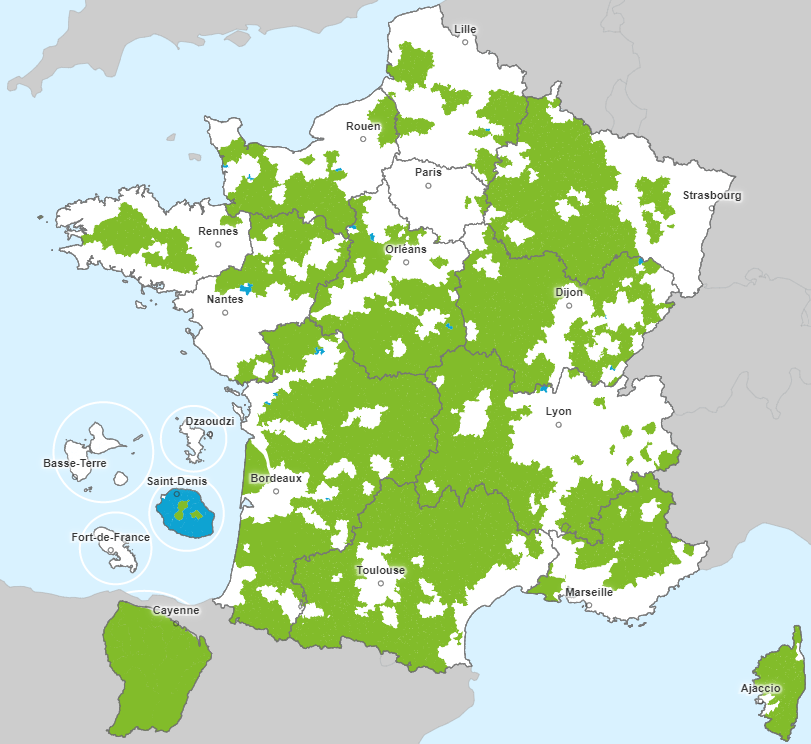 Lille
Rouen
Paris
Strasbourg
Rennes
Orléans
Nantes
Dijon
Lyon
Dzaoudzi
Basse-Terre
Saint-Denis
Bordeaux
Fort-de-France
Toulouse
Marseille
Cayenne
Ajaccio